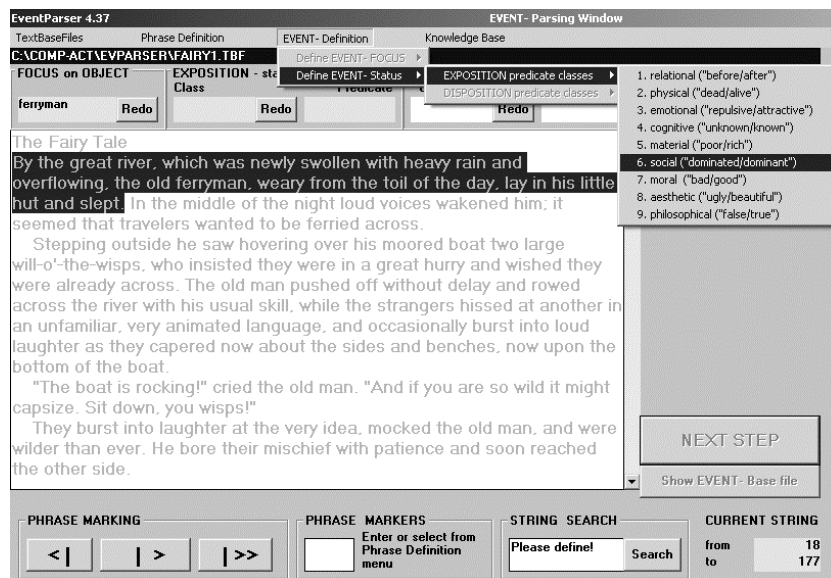 EventParser 4.37 EVENT- Parsing Window
TextBaseFiles Phrase Definition EVENT- Definition Knowledge Base
C:\COMP-ACT\EVPARSER\FAIRY1.TBF
Define EVENT- FOCUS
Define EVENT- Status
EXPOSITION predicate classes
DISPOSITION predicate classes
1. relational ("before/after")
2. physical ("dead/alive")
3. emotional ("repulsive/attractive")
4. cognitive ("unknown/known")
5. material ("poor/rich")
6. social ("dominated/dominant")
7. moral ("bad/good")
8. aesthetic ("ugly/beautiful")
9. philosophical ("false/true")
FOCUS on OBJECT
ferryman
Redo
EXPOSITION - sta
Class
Predicate
Redo
Redo
The Fairy Tale
By the great river, which was newly swollen with heavy rain and
overflowing, the old ferryman, weary from the toil of the day, lay in his little
hut and slept. In the middle of the night loud voices wakened him; it
seemed that travelers wanted to be ferried across.
Stepping outside he saw hovering over his moored boat two large
will-o'-the-wisps, who insisted they were in a great hurry and wished they
were already across. The old man pushed off without delay and rowed
across the river with his usual skill, while the strangers hissed at another in
an unfamiliar, very animated language, and occasionally burst into loud
laughter as they capered now about the sides and benches, now upon the
bottom of the boat.
"The boat is rocking!" cried the old man. "And if you are so wild it might
capsize. Sit down, you wisps!"
They burst into laughter at the very idea, mocked the old man, and were
wilder than ever. He bore their mischief with patience and soon reached
the other side.
NEXT STEP
Show EVENT- Base file
PHRASE MARKING
<|
| >
| >>
PHRASE MARKERS
Enter or select from
Phrase Definition
menu
STRING SEARCH
Please define!
Search
CURRENT STRING
from 18
to 177